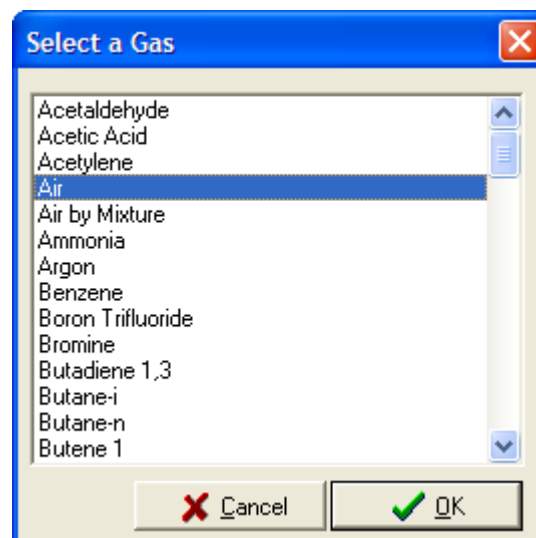 Select a Gas
Acetaldehyde
Acetic Acid
Acetylene
Air
Air by Mixture
Ammonia
Argon
Benzene
Boron Trifluoride
Bromine
Butadiene 1,3
Butane-i
Butane-n
Butene 1
Cancel
OK